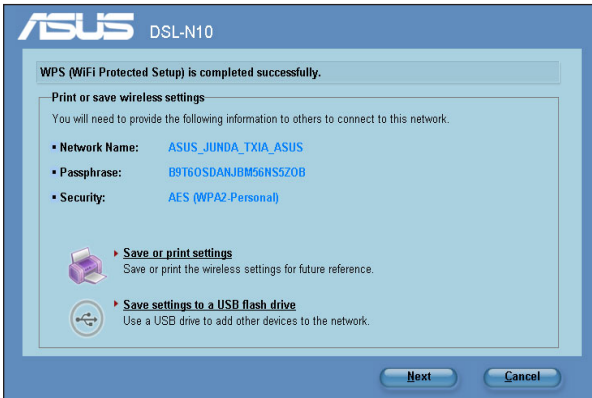 ASUS DSL-N10
WPS (WiFi Protected Setup) is completed successfully.
Print or save wireless settings
You will need to provide the following information to others to connect to this network.
Network Name: ASUS_JUNDA_TXIA_ASUS
Passphrase: B9T6OSDANJBM56NS5ZOB
Security: AES (WPA2-Personal)
Save or print settings
Save or print the wireless settings for future reference.
Save settings to a USB flash drive
Use a USB drive to add other devices to the network.
Next Cancel